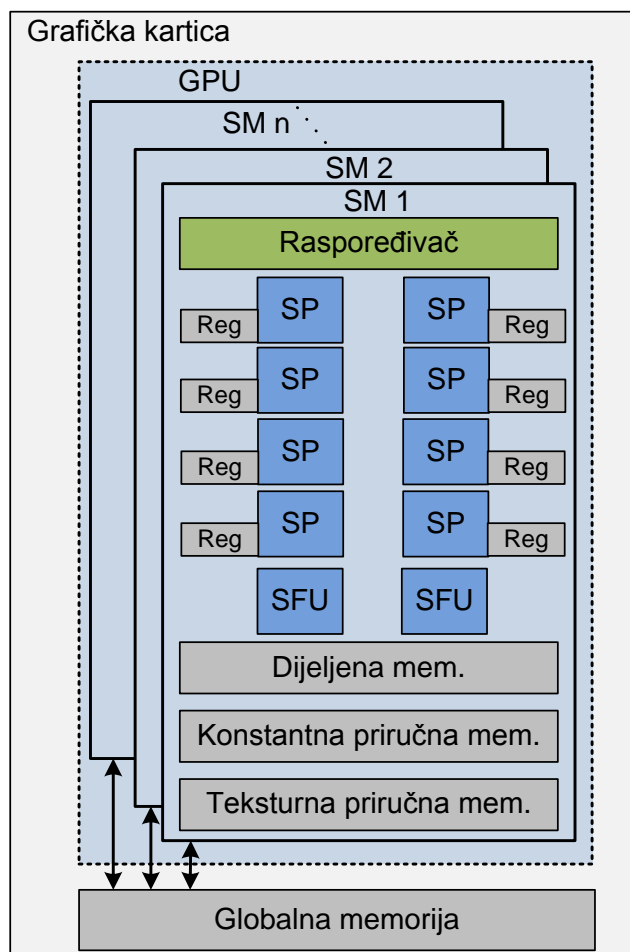 Grafička kartica
GPU
SM n
SM 2
SM 1
Raspoređivač
SP SP
Reg Reg
SP SP
Reg Reg
SP SP
Reg Reg
SP SP
Reg Reg
SFU SFU
Dijeljena mem.
Konstantna priručna mem.
Teksturna priručna mem.
Globalna memorija